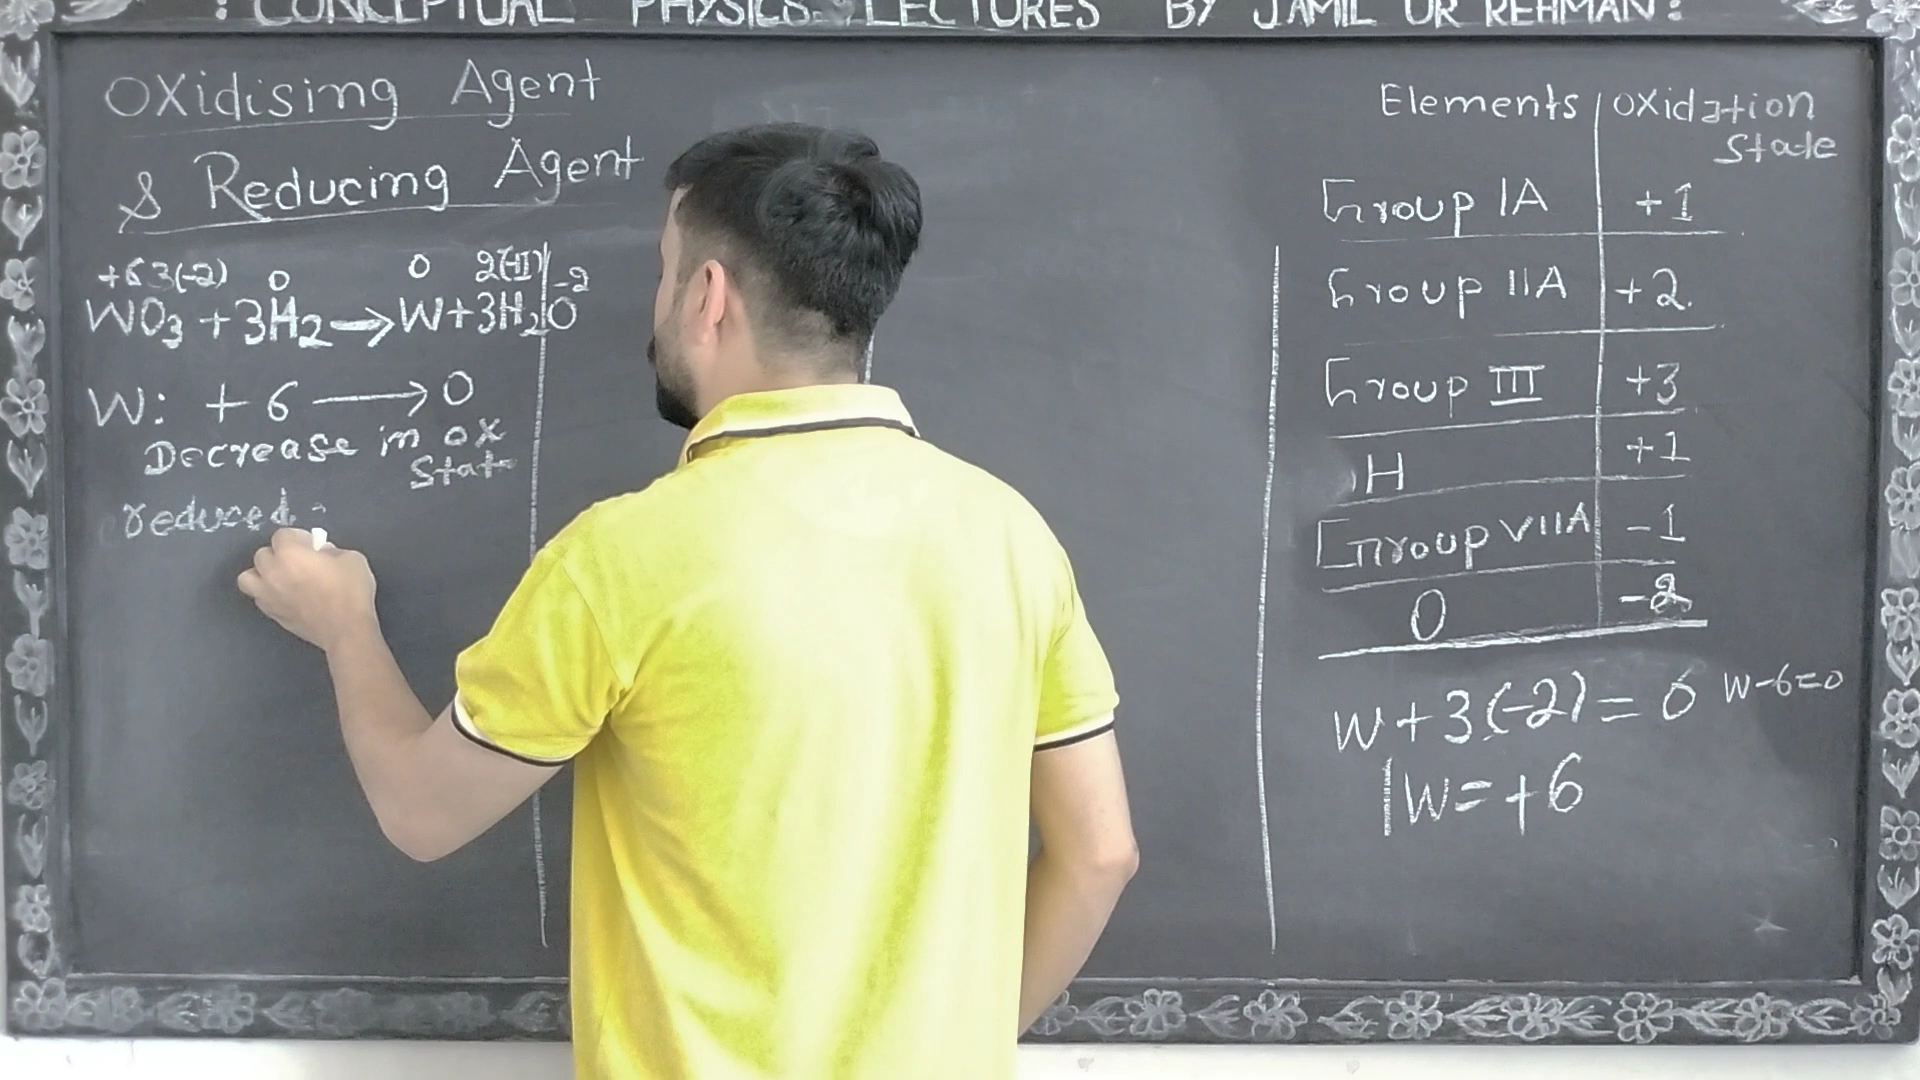 : CONCEPTUAL PHYSICS LECTURES BY JAMIL UR REHMAN :
Oxidising Agent
& Reducing Agent
+6 3(-2) 0 0 -2
WO3 + 3H2 → W + 3H2O
W: +6 → 0
Decrease in ox
State
reduced
Elements Oxidation
State
Group IA +1
Group IIA +2
Group III +3
H +1
Group VIIA -1
O -2
W+3(-2)=0 W-6=0
W=+6